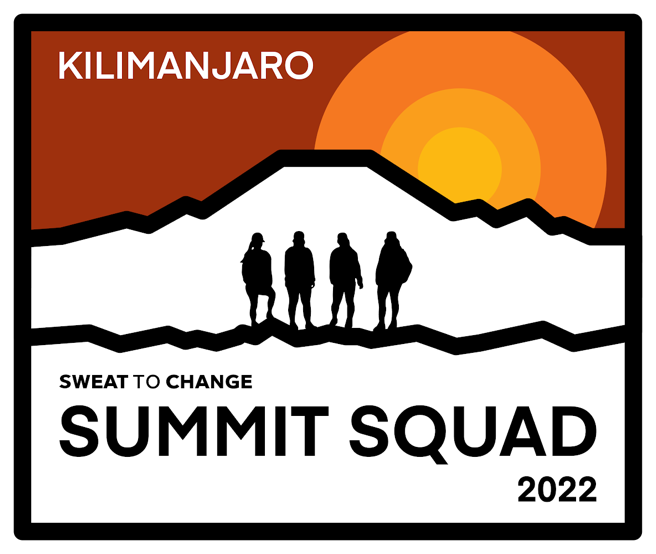 KILIMANJARO
SWEAT TO CHANGE
SUMMIT SQUAD
2022